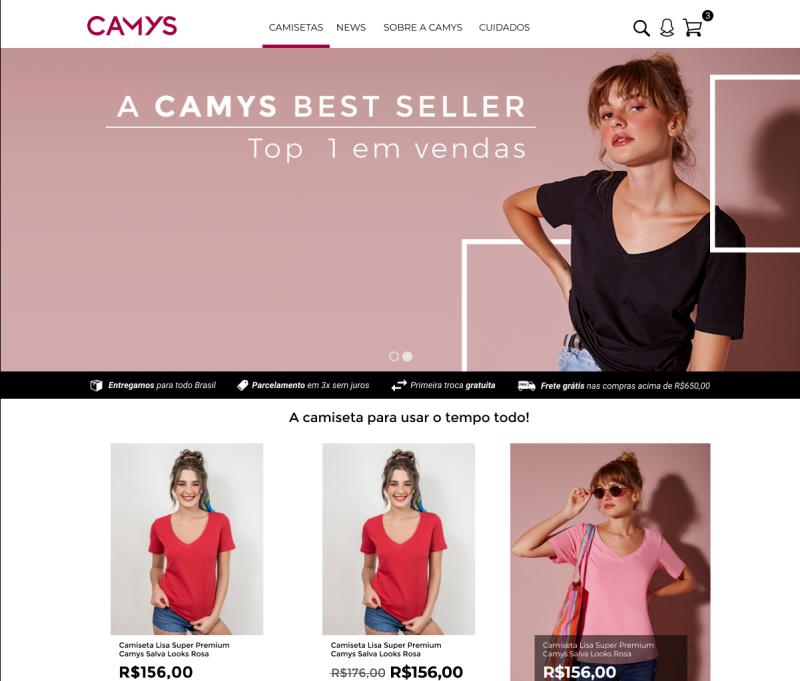 CAMYS
CAMISETAS NEWS SOBRE A CAMYS CUIDADOS
3
A CAMYS BEST SELLER
Top 1 em vendas
Entregamos para todo Brasil
Parcelamento em 3x sem juros
Primeira troca gratuita
Frete grátis nas compras acima de R$650,00
A camiseta para usar o tempo todo!
Camiseta Lisa Super Premium
Camys Salva Looks Rosa
R$156,00
Camiseta Lisa Super Premium
Camys Salva Looks Rosa
R$176,00 R$156,00
Camiseta Lisa Super Premium
Camys Salva Looks Rosa
R$156,00